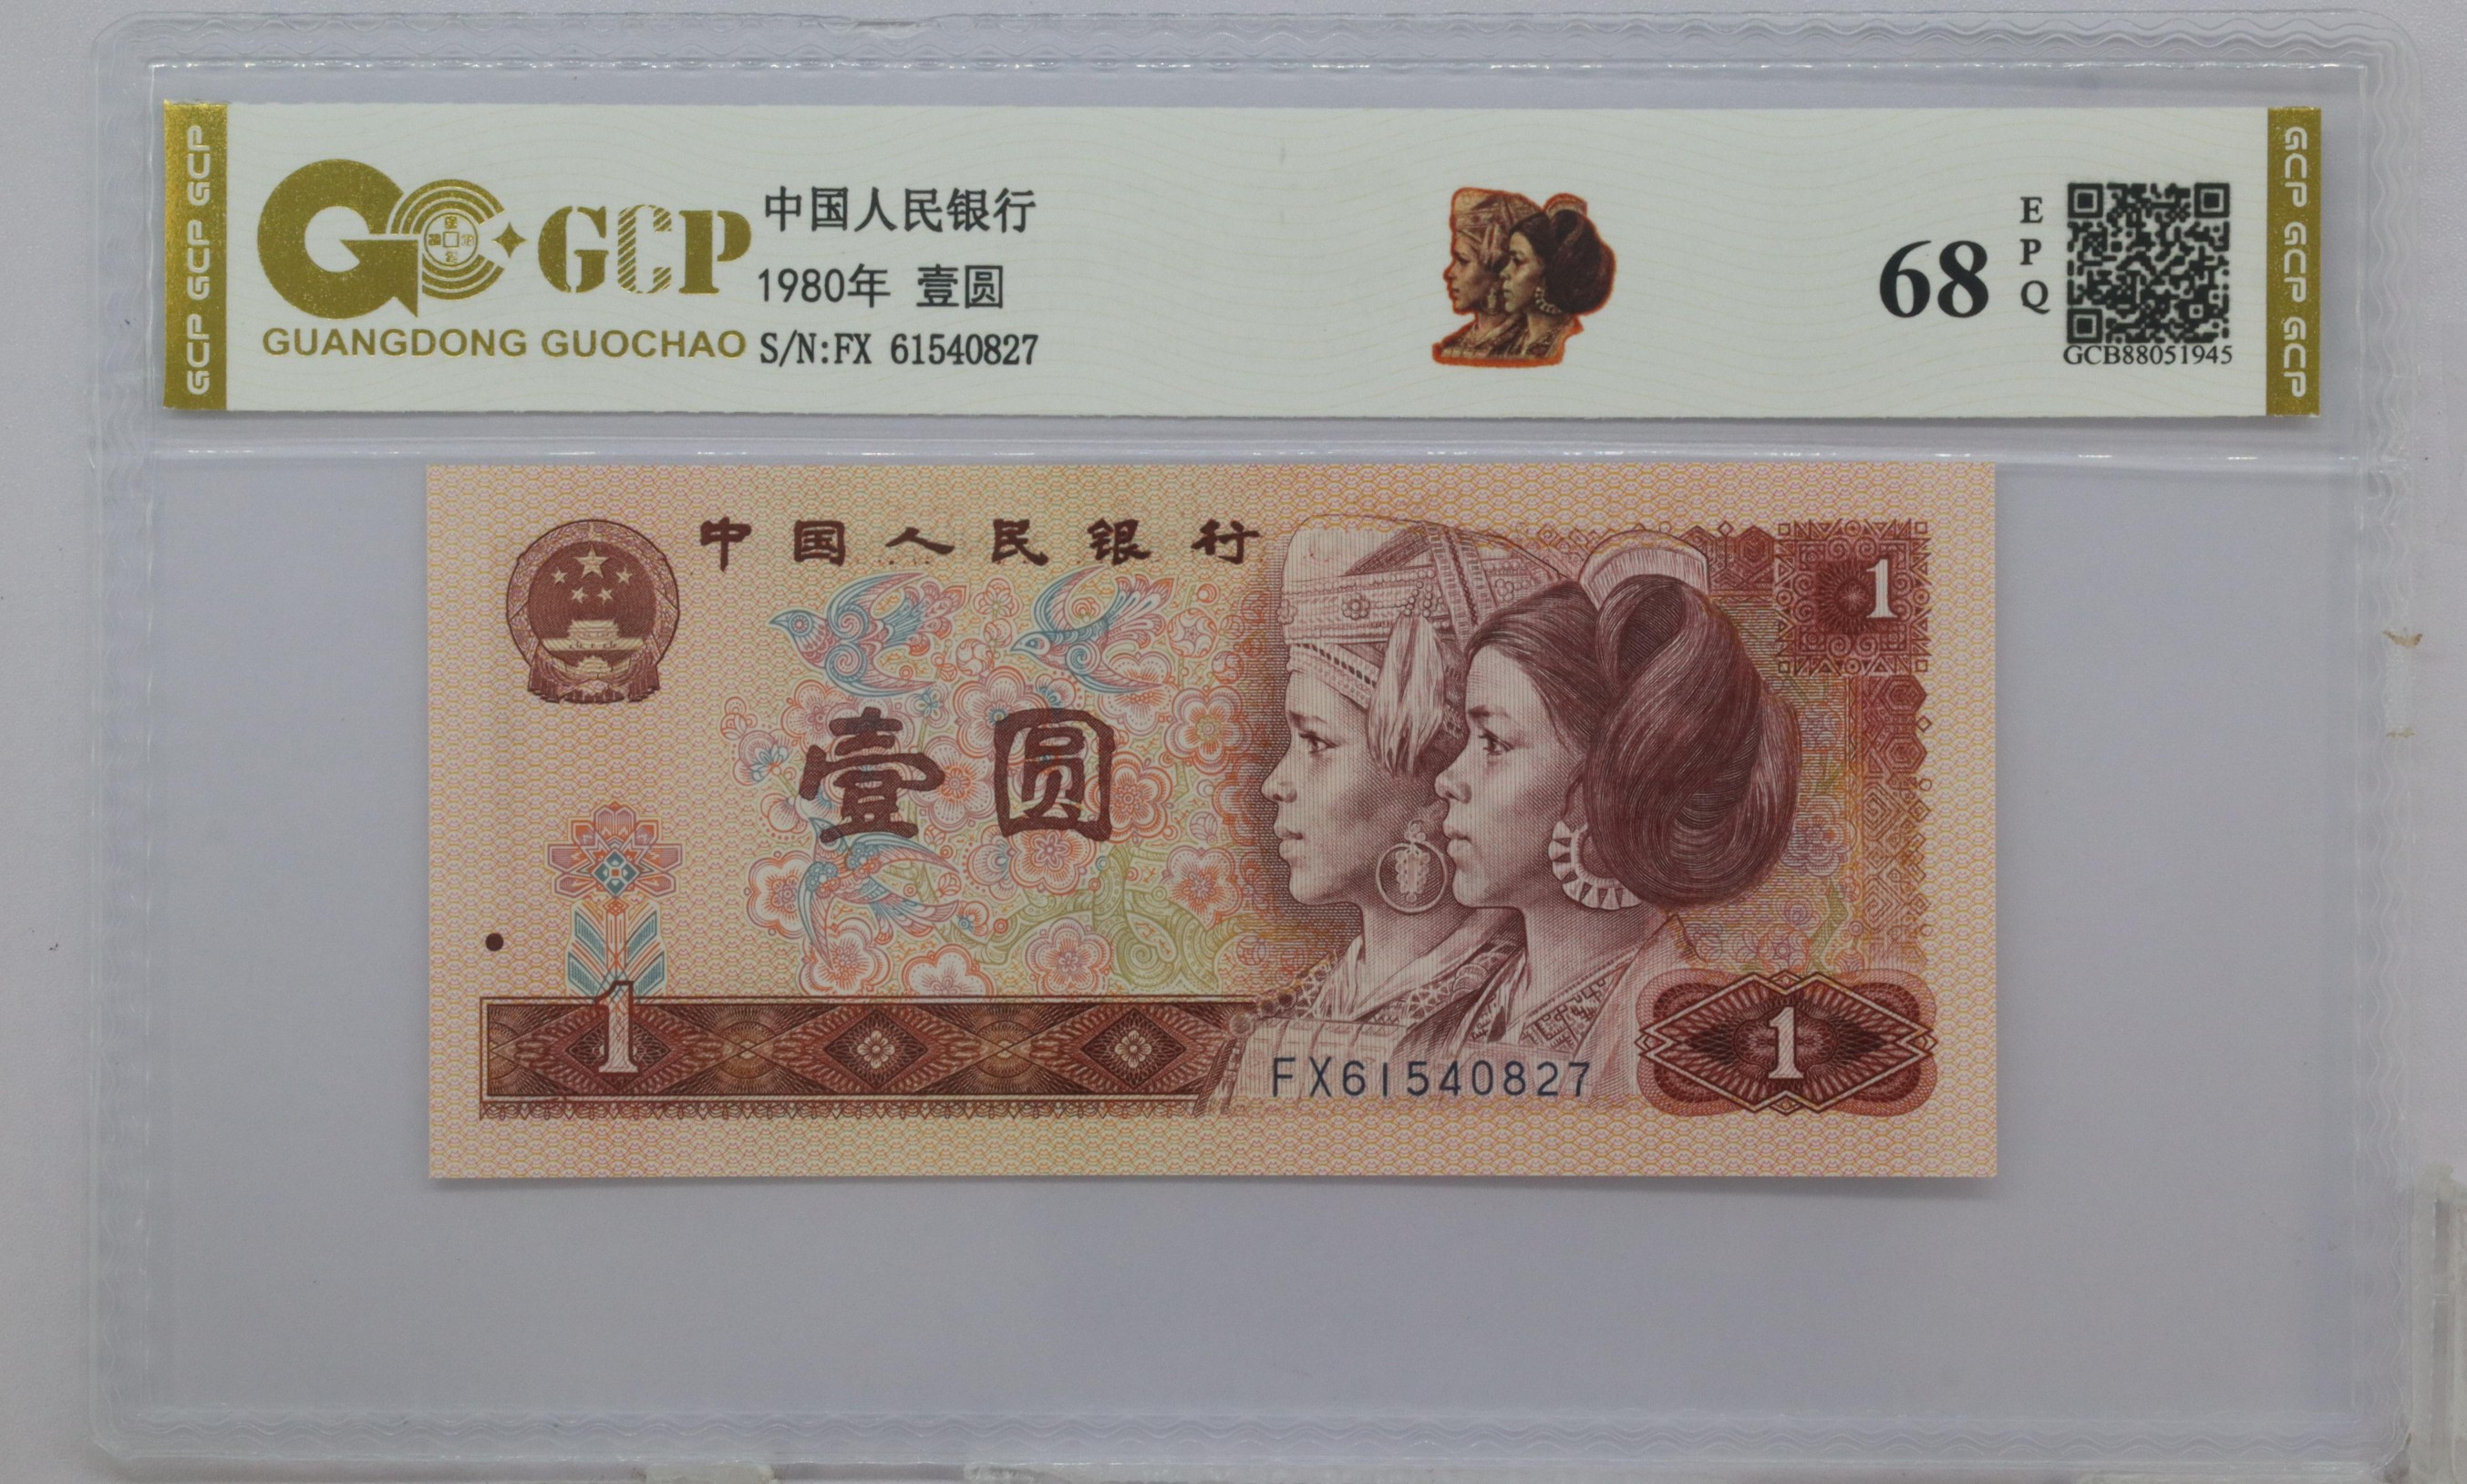 GCP GCP GCP
GCP
GUANGDONG GUOCHAO
中国人民银行
1980年 壹圆
S/N:FX 61540827
68
EPQ
GCB88051945
GCP GCP GCP
中国人民银行
1
壹圆
1
FX61540827
1